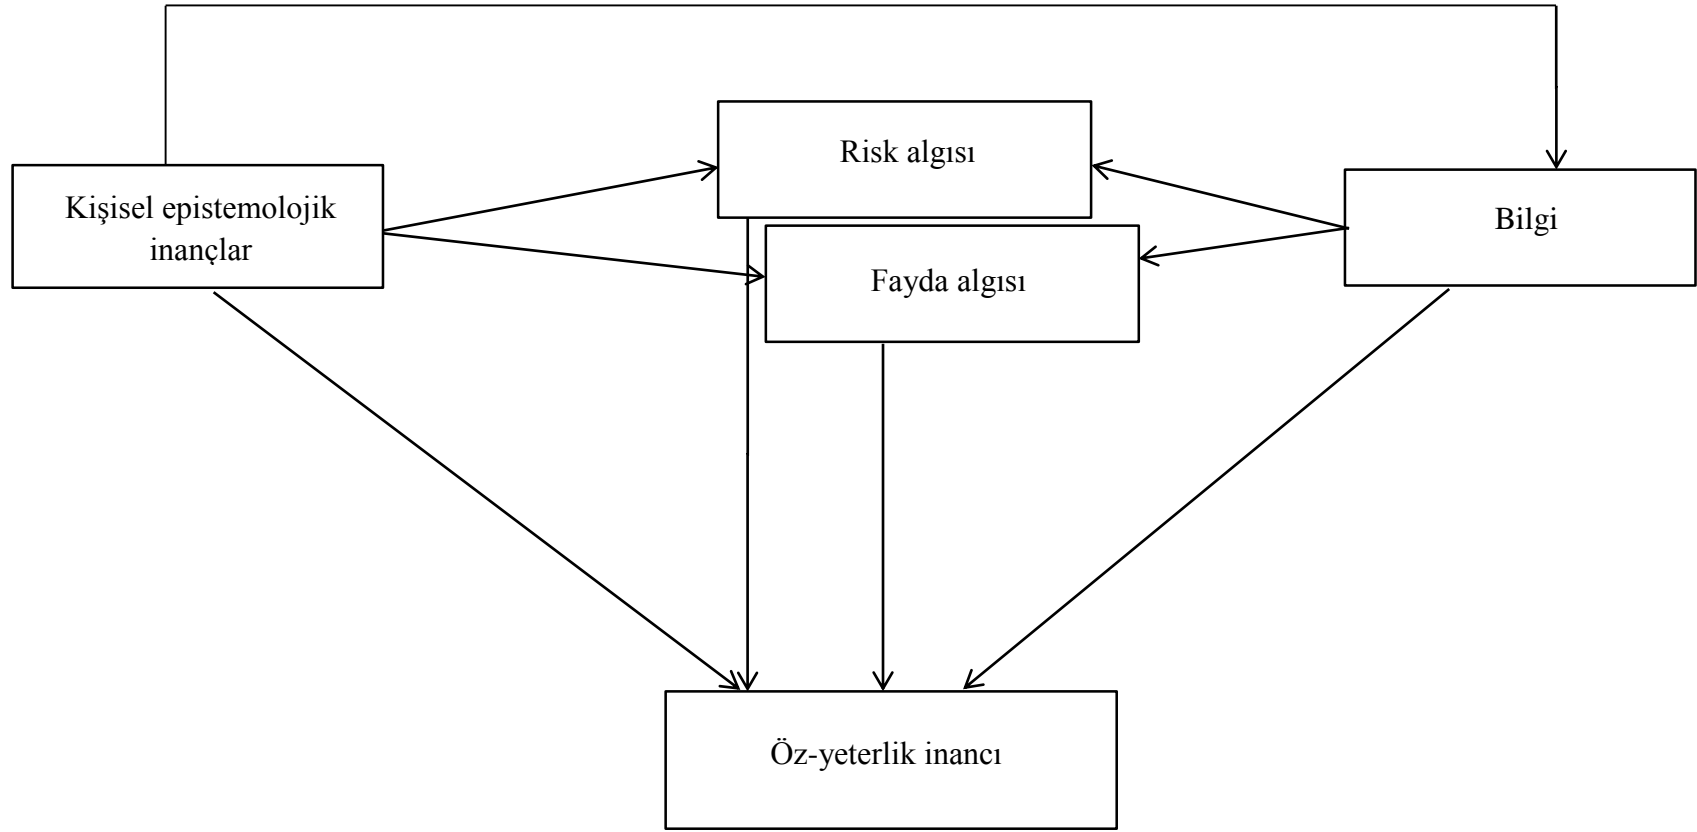 Risk algısı
Kişisel epistemolojik
inançlar
Bilgi
Fayda algısı
Öz-yeterlik inancı